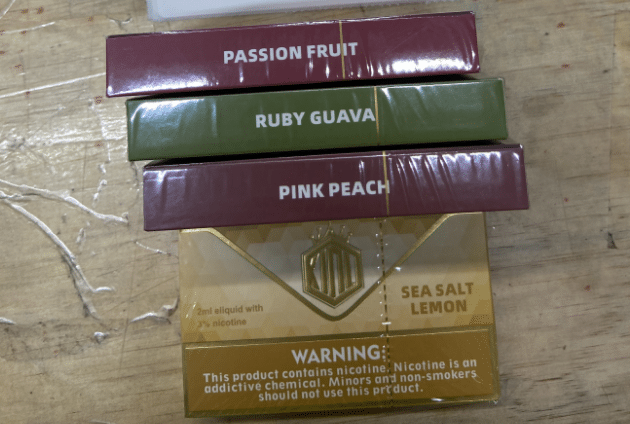 PASSION FRUIT
RUBY GUAVA
PINK PEACH
2ml eliquid with
3% nicotine
SEA SALT
LEMON
WARNING:
This product contains nicotine. Nicotine is an
addictive chemical. Minors and non-smokers
should not use this product.